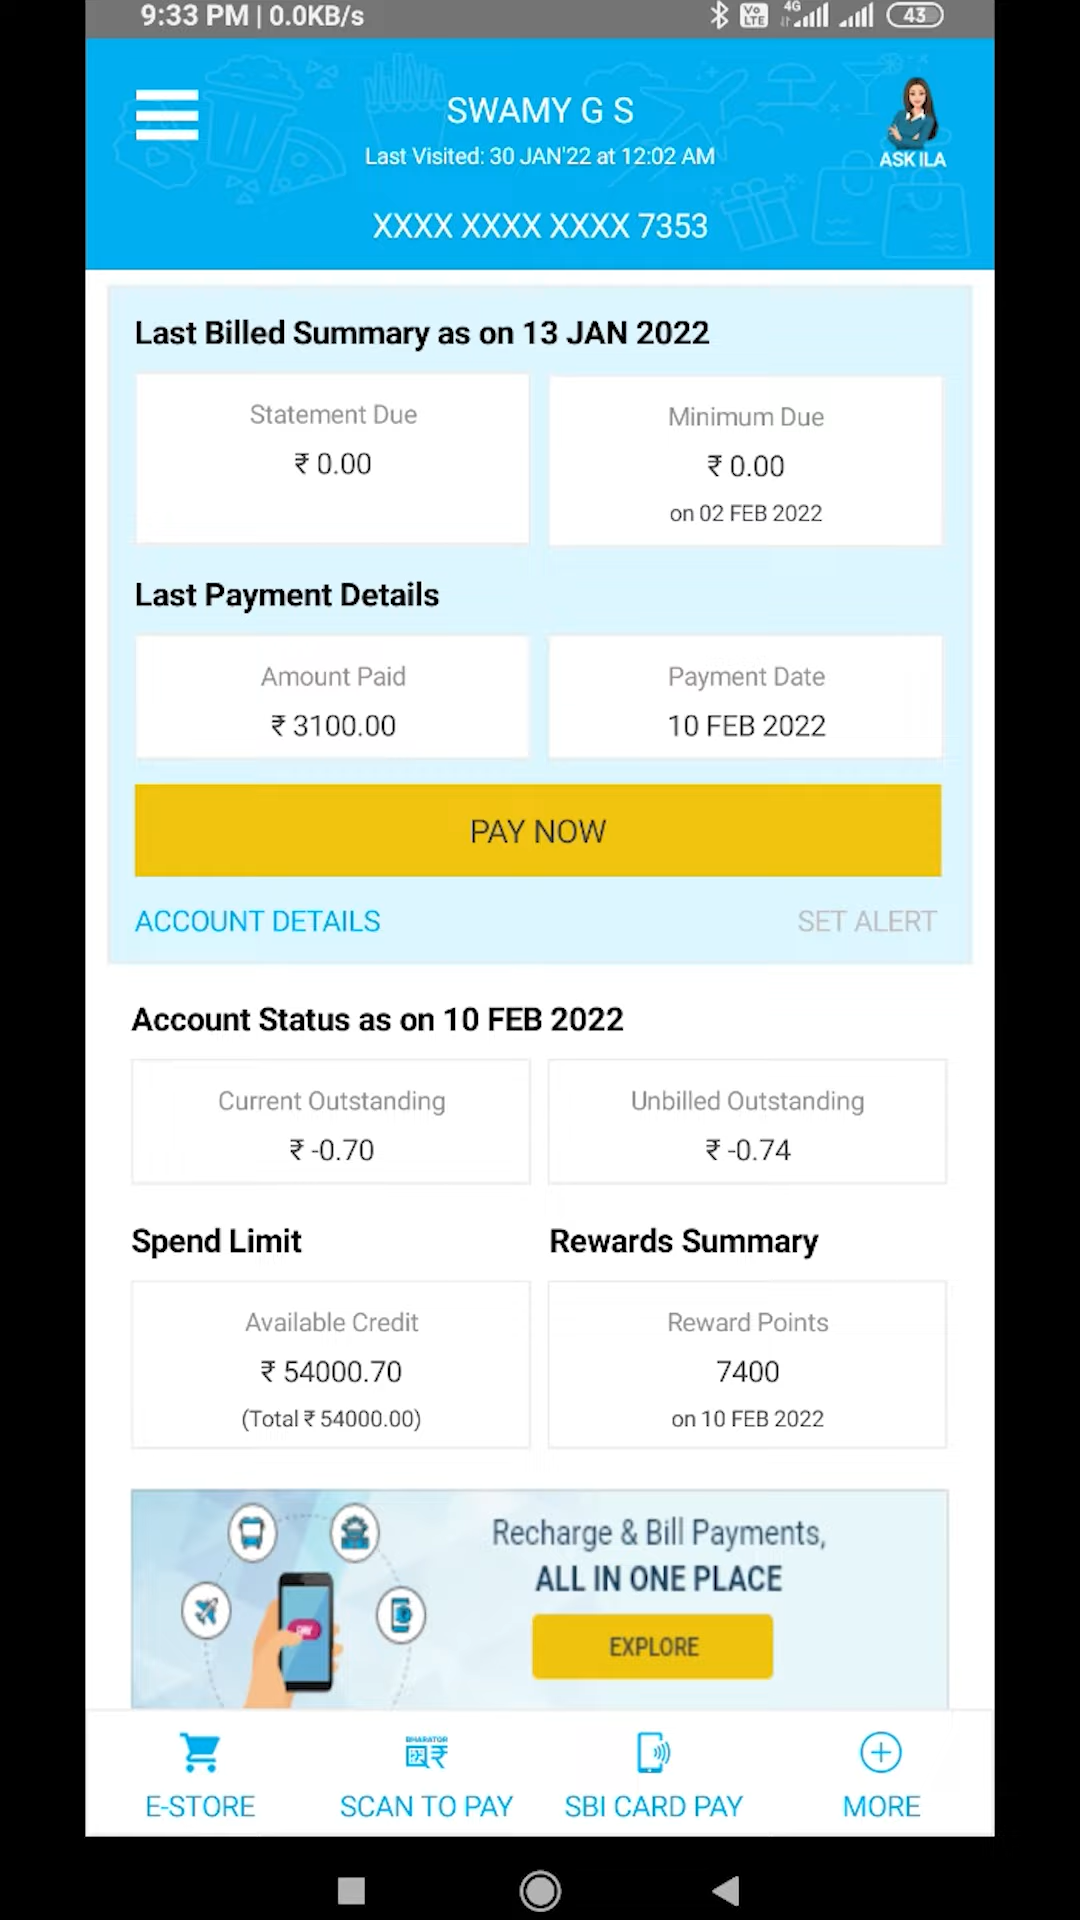 9:33 PM | 0.0KB/s
Vo LTE 4G 43
SWAMY G S
Last Visited: 30 JAN'22 at 12:02 AM
ASK ILA
XXXX XXXX XXXX 7353
Last Billed Summary as on 13 JAN 2022
Statement Due
₹ 0.00
Minimum Due
₹ 0.00
on 02 FEB 2022
Last Payment Details
Amount Paid
₹ 3100.00
Payment Date
10 FEB 2022
PAY NOW
ACCOUNT DETAILS
SET ALERT
Account Status as on 10 FEB 2022
Current Outstanding
₹ -0.70
Unbilled Outstanding
₹ -0.74
Spend Limit
Available Credit
₹ 54000.70
(Total ₹ 54000.00)
Rewards Summary
Reward Points
7400
on 10 FEB 2022
Recharge & Bill Payments,
ALL IN ONE PLACE
PAY
EXPLORE
BHARATQR
₹
E-STORE
SCAN TO PAY
SBI CARD PAY
MORE